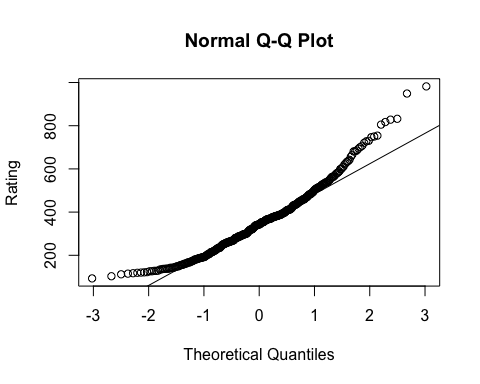 Normal Q-Q Plot
Rating
200 400 600 800
-3 -2 -1 0 1 2 3
Theoretical Quantiles